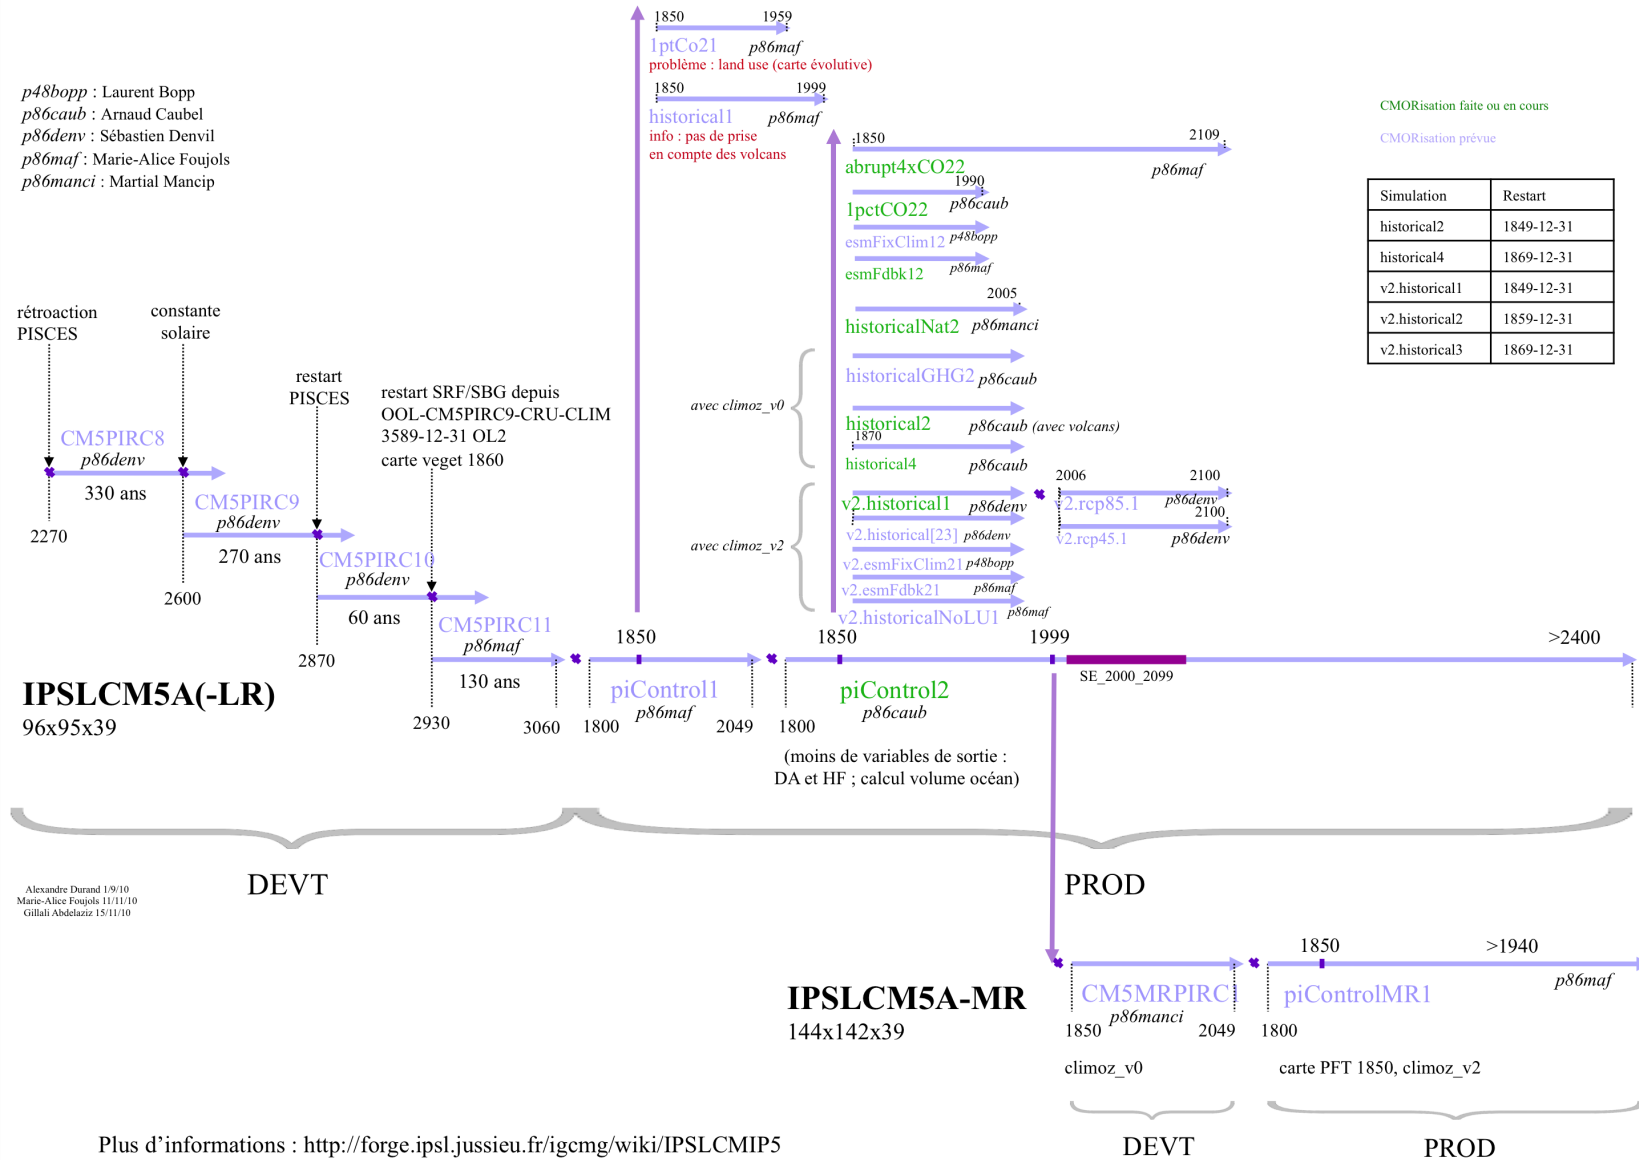 1850 1959
1ptCo21 p86maf
problème : land use (carte évolutive)
1850 1999
historical1 p86maf
info : pas de prise
en compte des volcans
p48bopp : Laurent Bopp
p86caub : Arnaud Caubel
p86denv : Sébastien Denvil
p86maf : Marie-Alice Foujols
p86manci : Martial Mancip
CMORisation faite ou en cours
CMORisation prévue
Simulation Restart
historical2 1849-12-31
historical4 1869-12-31
v2.historical1 1849-12-31
v2.historical2 1859-12-31
v2.historical3 1869-12-31
1850 2109
abrupt4xCO22 p86maf
1990
1pctCO22 p86caub
esmFixClim12 p48bopp
esmFdbk12 p86maf
2005
historicalNat2 p86manci
avec climoz_v0
historicalGHG2 p86caub
historical2 p86caub (avec volcans)
1870
historical4 p86caub
avec climoz_v2
v2.historical1 p86denv
2006 2100
v2.rcp85.1 p86denv
2100
v2.rcp45.1 p86denv
v2.historical[23] p86denv
v2.esmFixClim21 p48bopp
v2.esmFdbk21 p86maf
v2.historicalNoLU1 p86maf
rétroaction
PISCES
constante
solaire
restart
PISCES
restart SRF/SBG depuis
OOL-CM5PIRC9-CRU-CLIM
3589-12-31 OL2
carte veget 1860
CM5PIRC8
p86denv
330 ans
2270
CM5PIRC9
p86denv
270 ans
2600
CM5PIRC10
p86denv
60 ans
2870
CM5PIRC11
p86maf
130 ans
2930 3060
1850
piControl1
p86maf
1800 2049
1850 1999 >2400
SE_2000_2099
piControl2
p86caub
1800
(moins de variables de sortie :
DA et HF ; calcul volume océan)
IPSLCM5A(-LR)
96x95x39
DEVT PROD
Alexandre Durand 1/9/10
Marie-Alice Foujols 11/11/10
Gillali Abdelaziz 15/11/10
IPSLCM5A-MR
144x142x39
CM5MRPIRC1
p86manci
1850 2049
climoz_v0
1850 >1940
p86maf
piControlMR1
1800
carte PFT 1850, climoz_v2
DEVT PROD
Plus d’informations : http://forge.ipsl.jussieu.fr/igcmg/wiki/IPSLCMIP5